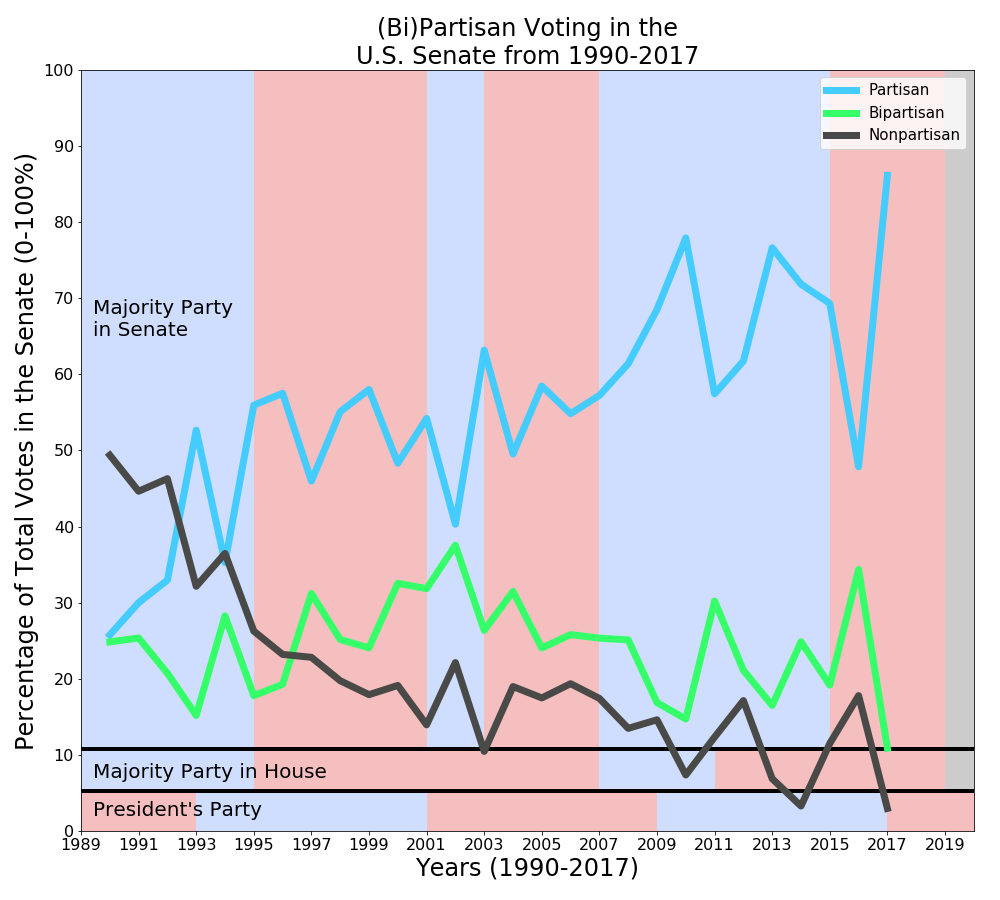 (Bi)Partisan Voting in the
U.S. Senate from 1990-2017
Percentage of Total Votes in the Senate (0-100%)
100
90
80
70
60
50
40
30
20
10
0
Partisan
Bipartisan
Nonpartisan
Majority Party
in Senate
Majority Party in House
President's Party
1989 1991 1993 1995 1997 1999 2001 2003 2005 2007 2009 2011 2013 2015 2017 2019
Years (1990-2017)